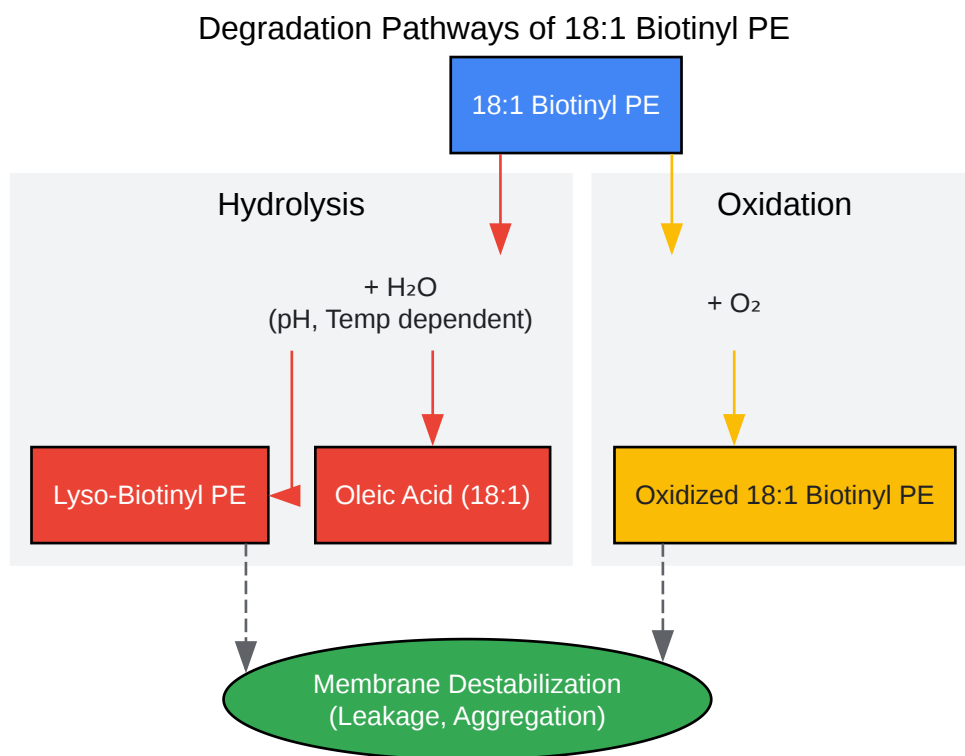 Degradation Pathways of 18:1 Biotinyl PE
18:1 Biotinyl PE
Hydrolysis
Oxidation
+ H₂O
(pH, Temp dependent)
+ O₂
Lyso-Biotinyl PE
Oleic Acid (18:1)
Oxidized 18:1 Biotinyl PE
Membrane Destabilization
(Leakage, Aggregation)